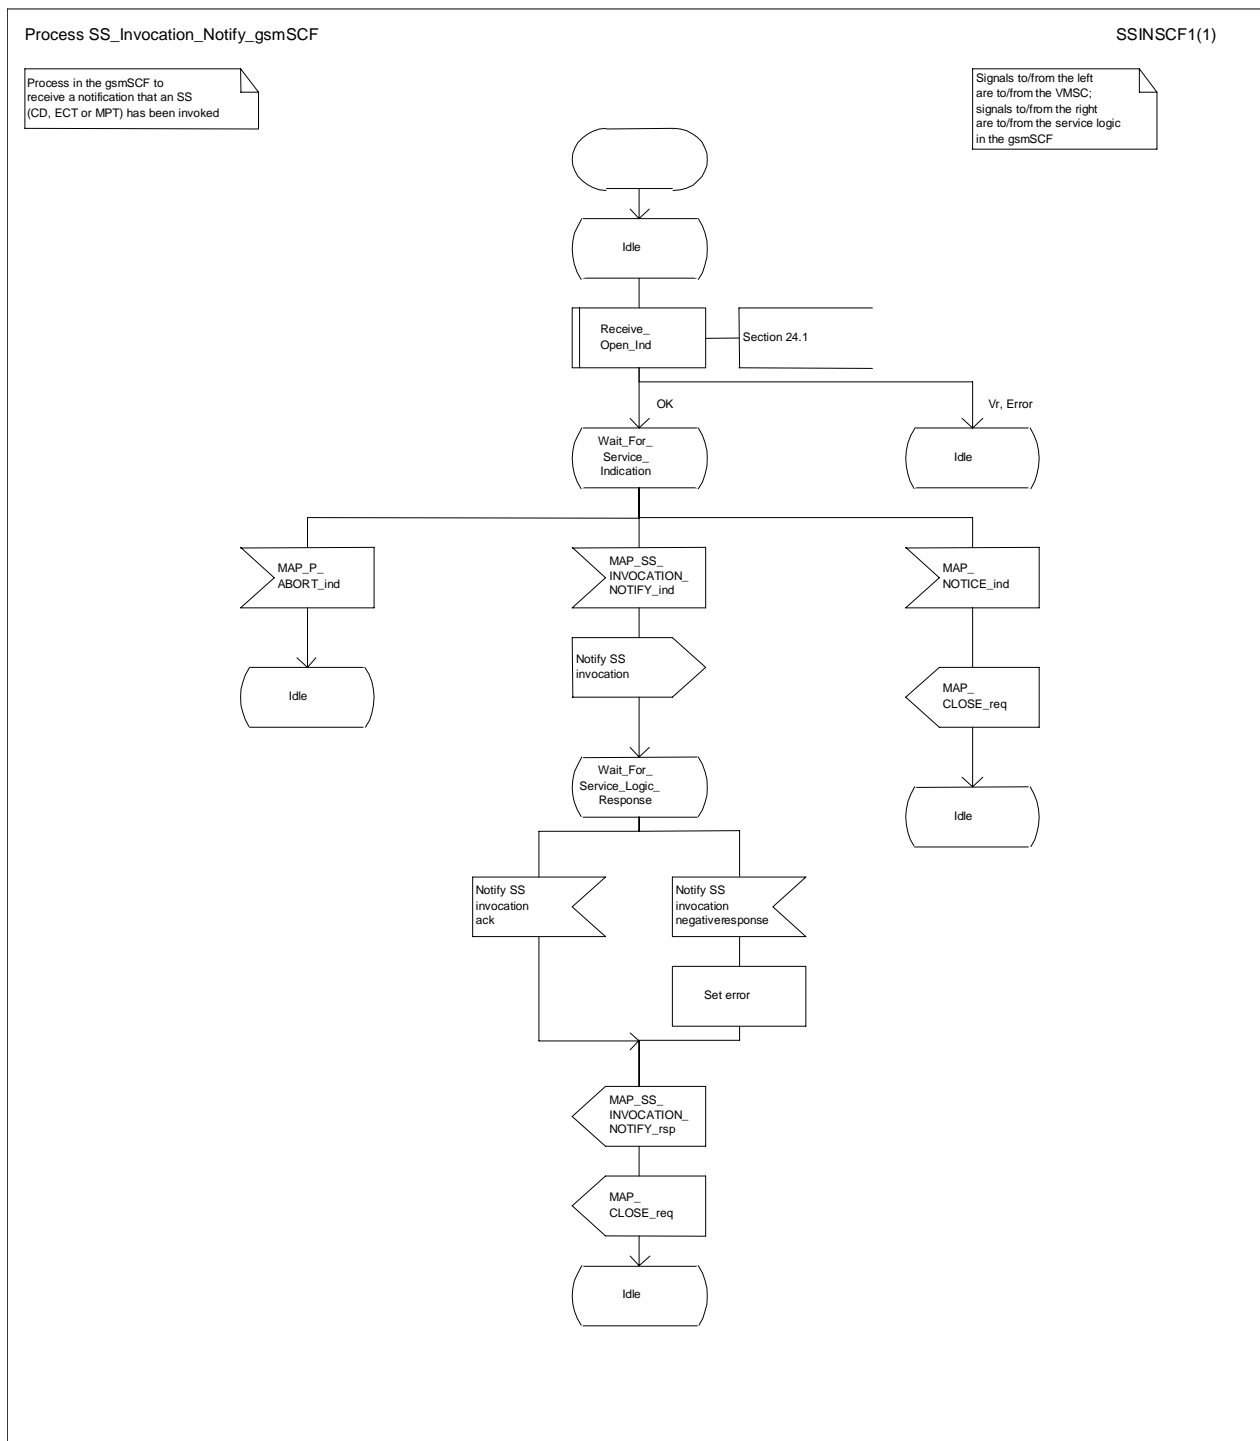 Process SS_Invocation_Notify_gsmSCF
SSINSCF1(1)
Process in the gsmSCF to
receive a notification that an SS
(CD, ECT or MPT) has been invoked
Signals to/from the left
are to/from the VMSC;
signals to/from the right
are to/from the service logic
in the gsmSCF
Idle
Receive_
Open_Ind
Section 24.1
OK
Vr, Error
Wait_For_
Service_
Indication
Idle
MAP_P_
ABORT_ind
MAP_SS_
INVOCATION_
NOTIFY_ind
MAP_
NOTICE_ind
Notify SS
invocation
Idle
MAP_
CLOSE_req
Wait_For_
Service_Logic_
Response
Idle
Notify SS
invocation
ack
Notify SS
invocation
negativeresponse
Set error
MAP_SS_
INVOCATION_
NOTIFY_rsp
MAP_
CLOSE_req
Idle